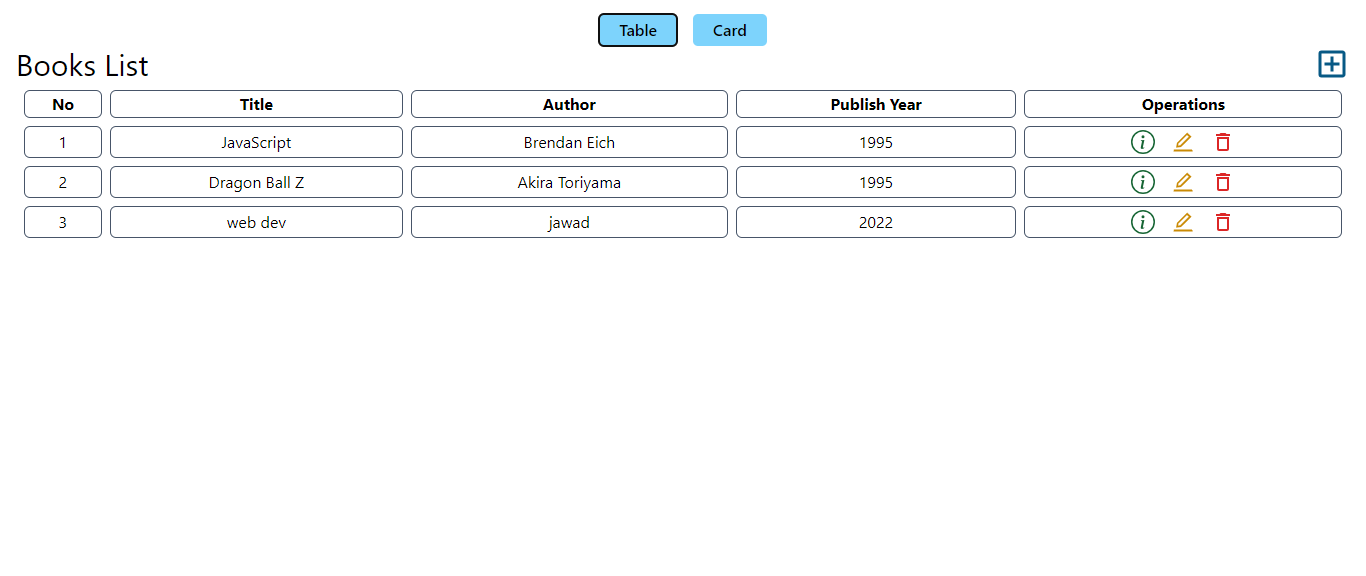 Table Card
Books List
No Title Author Publish Year Operations
1 JavaScript Brendan Eich 1995
2 Dragon Ball Z Akira Toriyama 1995
3 web dev jawad 2022